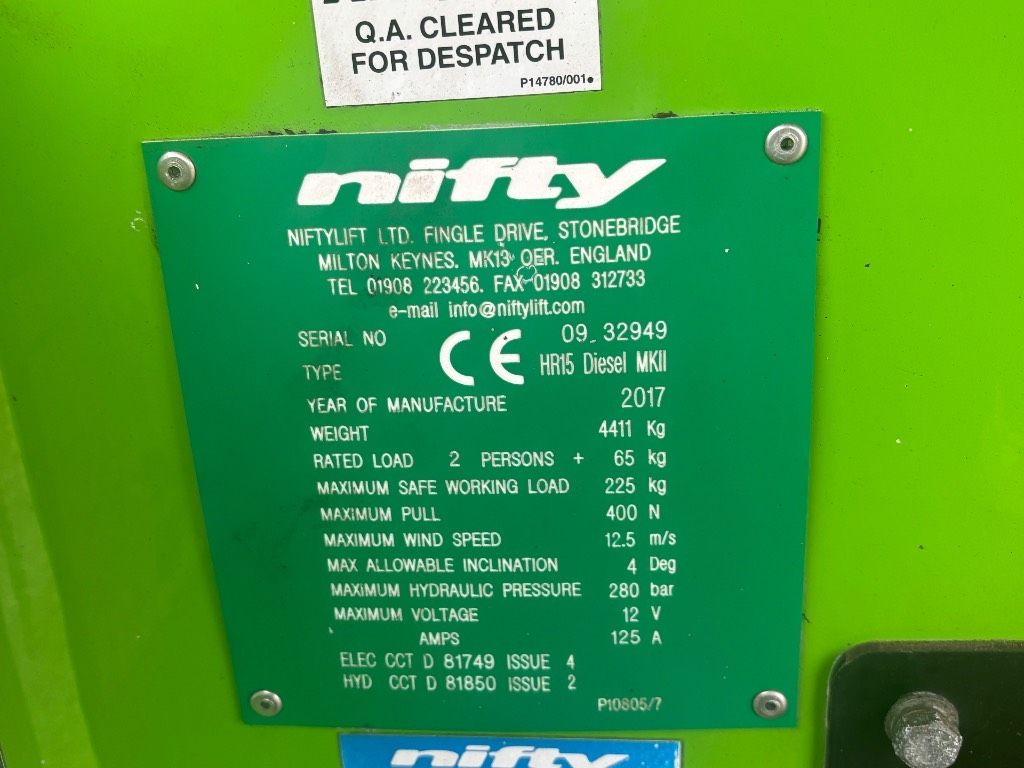 Q.A. CLEARED
FOR DESPATCH
P14780/001
nifty
NIFTYLIFT LTD. FINGLE DRIVE, STONEBRIDGE
MILTON KEYNES. MK13 OER. ENGLAND
TEL 01908 223456. FAX 01908 312733
e-mail info@niftylift.com
SERIAL NO 09 32949
CE
TYPE HR15 Diesel MKII
YEAR OF MANUFACTURE 2017
WEIGHT 4411 Kg
RATED LOAD 2 PERSONS + 65 kg
MAXIMUM SAFE WORKING LOAD 225 kg
MAXIMUM PULL 400 N
MAXIMUM WIND SPEED 12.5 m/s
MAX ALLOWABLE INCLINATION 4 Deg
MAXIMUM HYDRAULIC PRESSURE 280 bar
MAXIMUM VOLTAGE 12 V
AMPS 125 A
ELEC CCT D 81749 ISSUE 4
HYD CCT D 81850 ISSUE 2
P10805/7
nifty